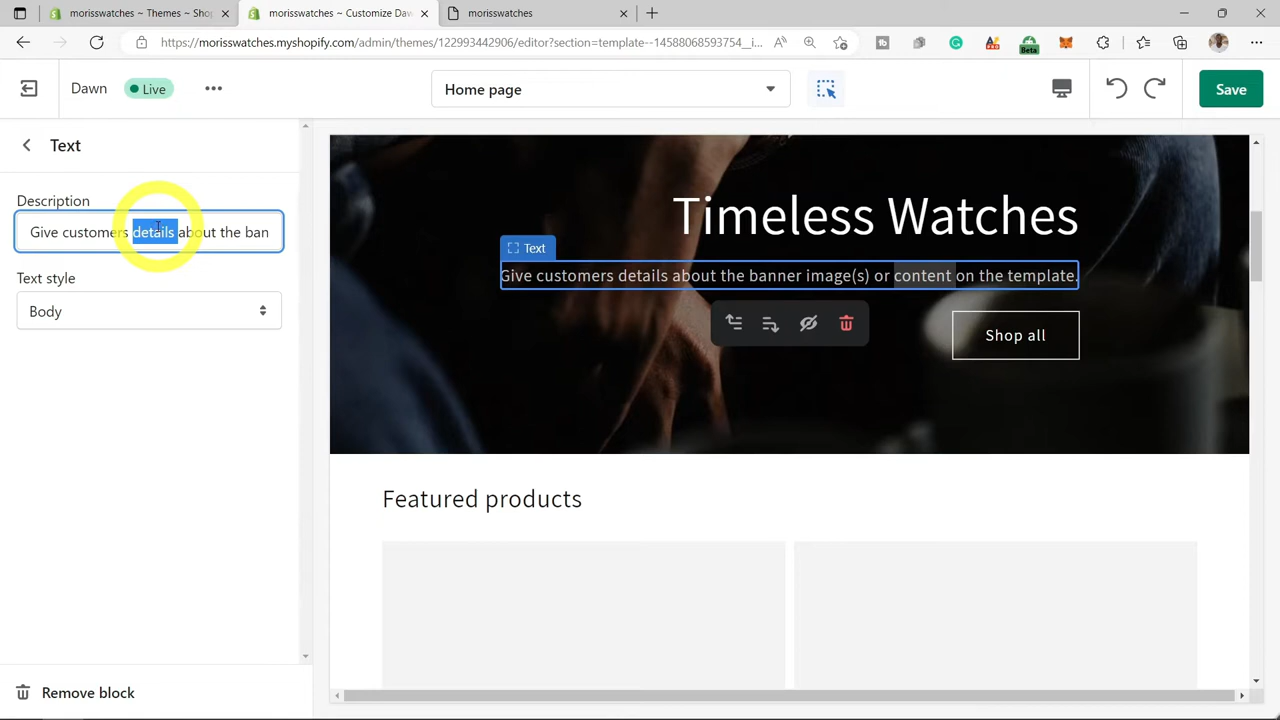 morisswatches ~ Themes ~ Shop
morisswatches ~ Customize Daw
morisswatches
https://morisswatches.myshopify.com/admin/themes/122993442906/editor?section=template--14588068593754__i...
Beta
Dawn
Live
Home page
Save
Text
Description
Give customers details about the ban
Text style
Body
Remove block
Timeless Watches
Text
Give customers details about the banner image(s) or content on the template.
Shop all
Featured products